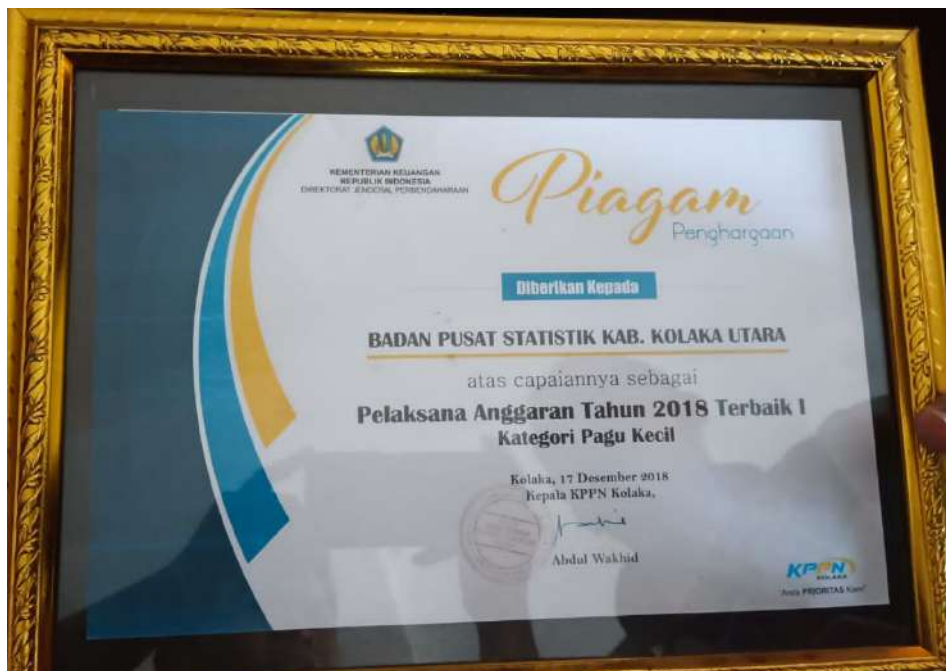 KEMENTERIAN KEUANGAN
REPUBLIK INDONESIA
DIREKTORAT JENDERAL PERBENDAHARAAN
Piagam
Penghargaan
Diberikan Kepada
BADAN PUSAT STATISTIK KAB. KOLAKA UTARA
atas capaiannya sebagai
Pelaksana Anggaran Tahun 2018 Terbaik I
Kategori Pagu Kecil
Kolaka, 17 Desember 2018
Kepala KPPN Kolaka,
Abdul Wakhid
KPPN
KOLAKA
Anda PRIORITAS Kami